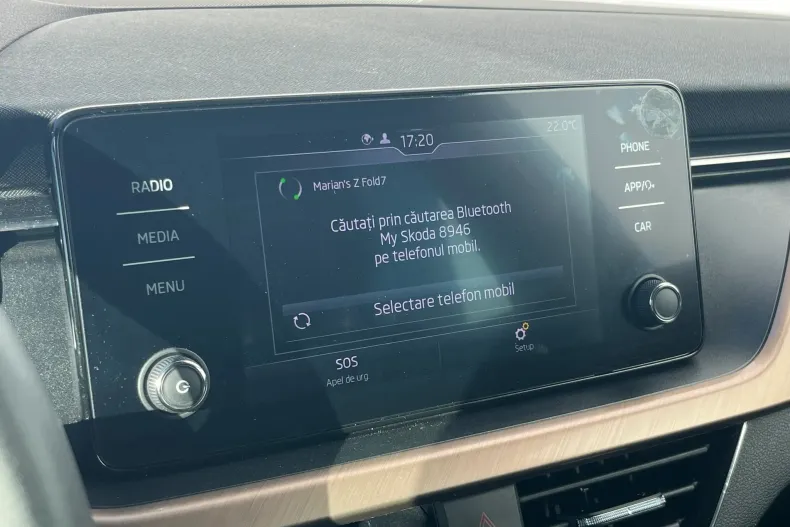 17:20
22.0°C
RADIO
MEDIA
MENU
Marian's Z Fold7
Căutați prin căutarea Bluetooth
My Skoda 8946
pe telefonul mobil.
Selectare telefon mobil
SOS
Apel de urg
Setup
PHONE
APP/
CAR